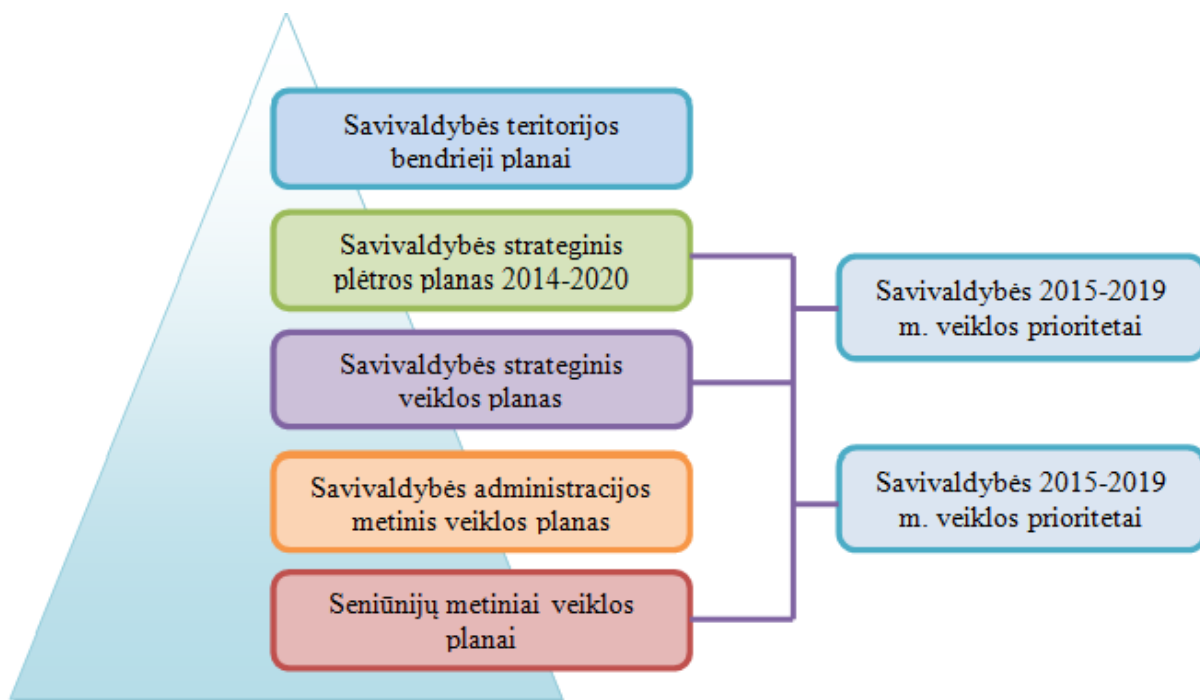 Savivaldybės teritorijos
bendrieji planai
Savivaldybės strateginis
plėtros planas 2014-2020
Savivaldybės strateginis
veiklos planas
Savivaldybės administracijos
metinis veiklos planas
Seniūnijų metiniai veiklos
planai
Savivaldybės 2015-2019
m. veiklos prioritetai
Savivaldybės 2015-2019
m. veiklos prioritetai